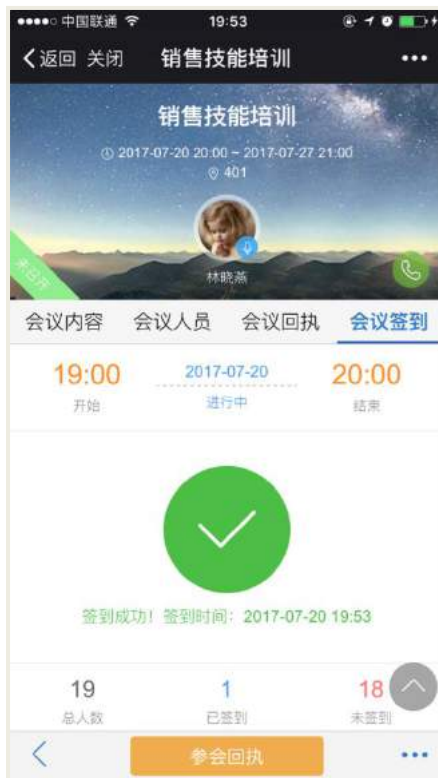 中国联通 19:53
返回 关闭 销售技能培训
销售技能培训
2017-07-20 20:00 ~ 2017-07-27 21:00
401
未召开
林晓燕
会议内容 会议人员 会议回执 会议签到
19:00 2017-07-20 20:00
开始 进行中 结束
签到成功！签到时间：2017-07-20 19:53
19 1 18
总人数 已签到 未签到
参会回执